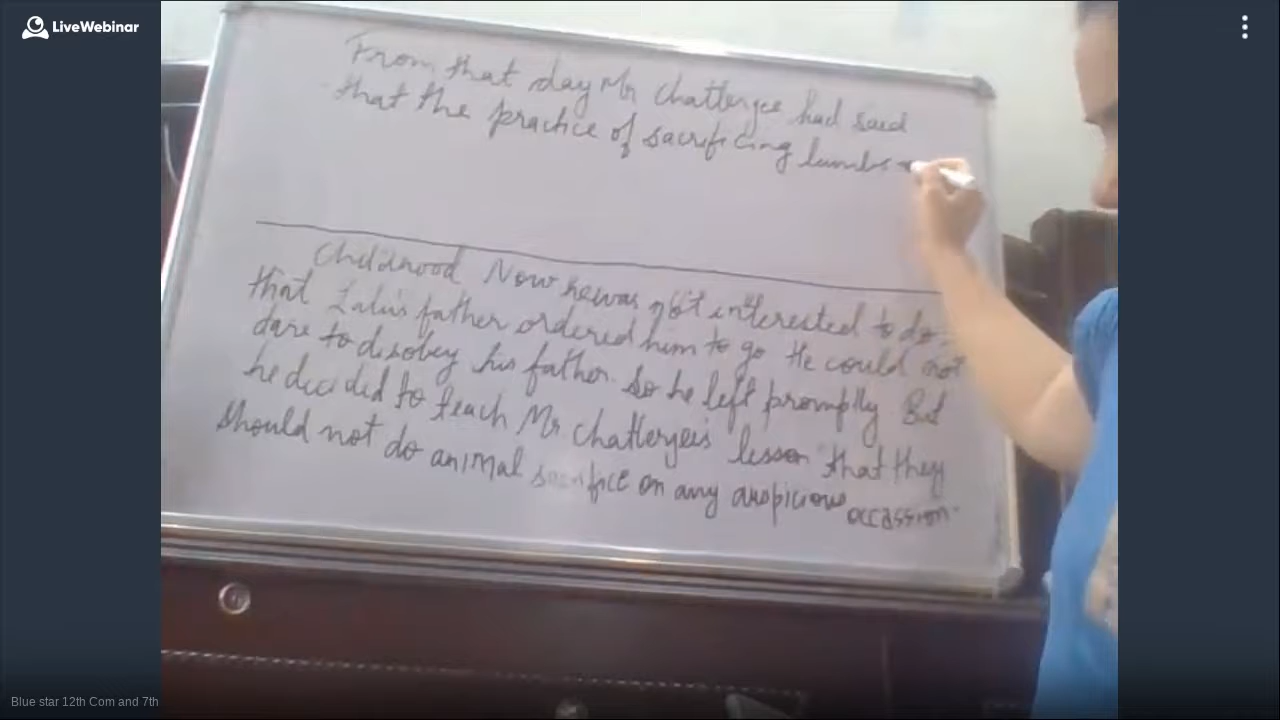 LiveWebinar
From that day Mr Chattergee had said
that the practice of sacrificing lambs
Childhood Now he was not interested to do.
that Lalu's father ordered him to go He could not
dare to disobey his father. So he left promptly But
he decided to teach Mr Chattergee's lesson that they
should not do animal sacrifice on any auspicious occassion.
Blue star 12th Com and 7th